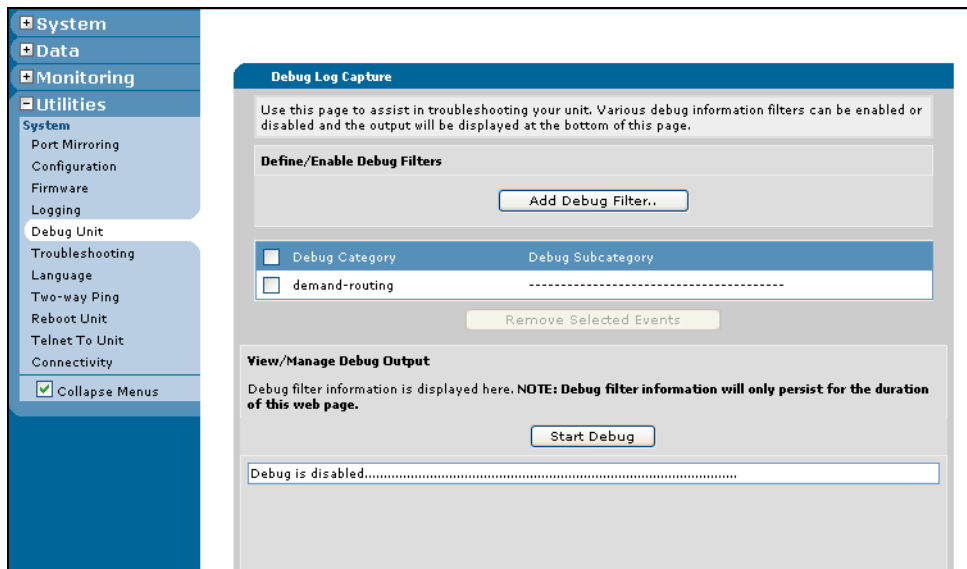 System
Data
Monitoring
Utilities
System
Port Mirroring
Configuration
Firmware
Logging
Debug Unit
Troubleshooting
Language
Two-way Ping
Reboot Unit
Telnet To Unit
Connectivity
Collapse Menus
Debug Log Capture
Use this page to assist in troubleshooting your unit. Various debug information filters can be enabled or
disabled and the output will be displayed at the bottom of this page.
Define/Enable Debug Filters
Add Debug Filter..
Debug Category Debug Subcategory
demand-routing ----------------------------------------
Remove Selected Events
View/Manage Debug Output
Debug filter information is displayed here. NOTE: Debug filter information will only persist for the duration
of this web page.
Start Debug
Debug is disabled.................................................................................................